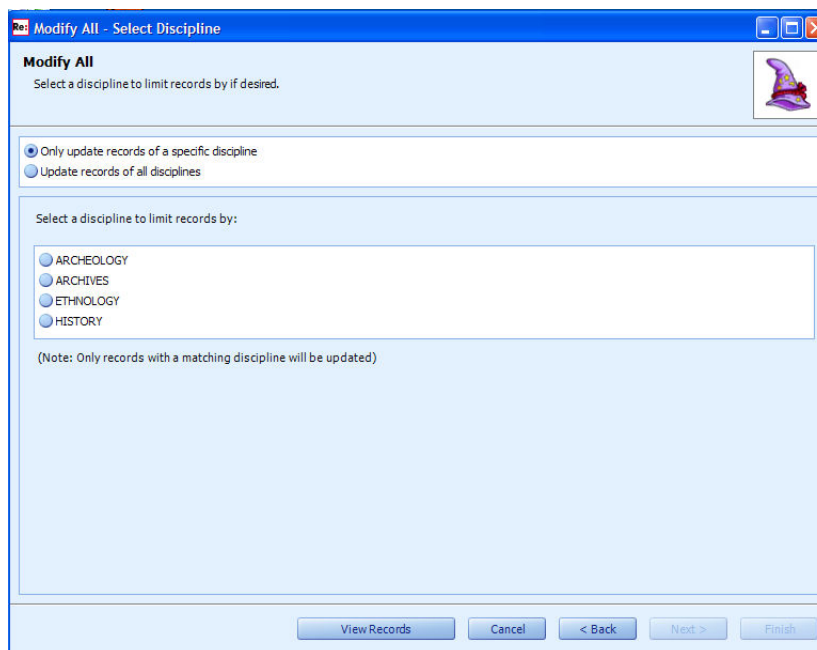 Re: Modify All - Select Discipline
Modify All
Select a discipline to limit records by if desired.
Only update records of a specific discipline
Update records of all disciplines
Select a discipline to limit records by:
ARCHEOLOGY
ARCHIVES
ETHNOLOGY
HISTORY
(Note: Only records with a matching discipline will be updated)
View Records Cancel < Back Next > Finish